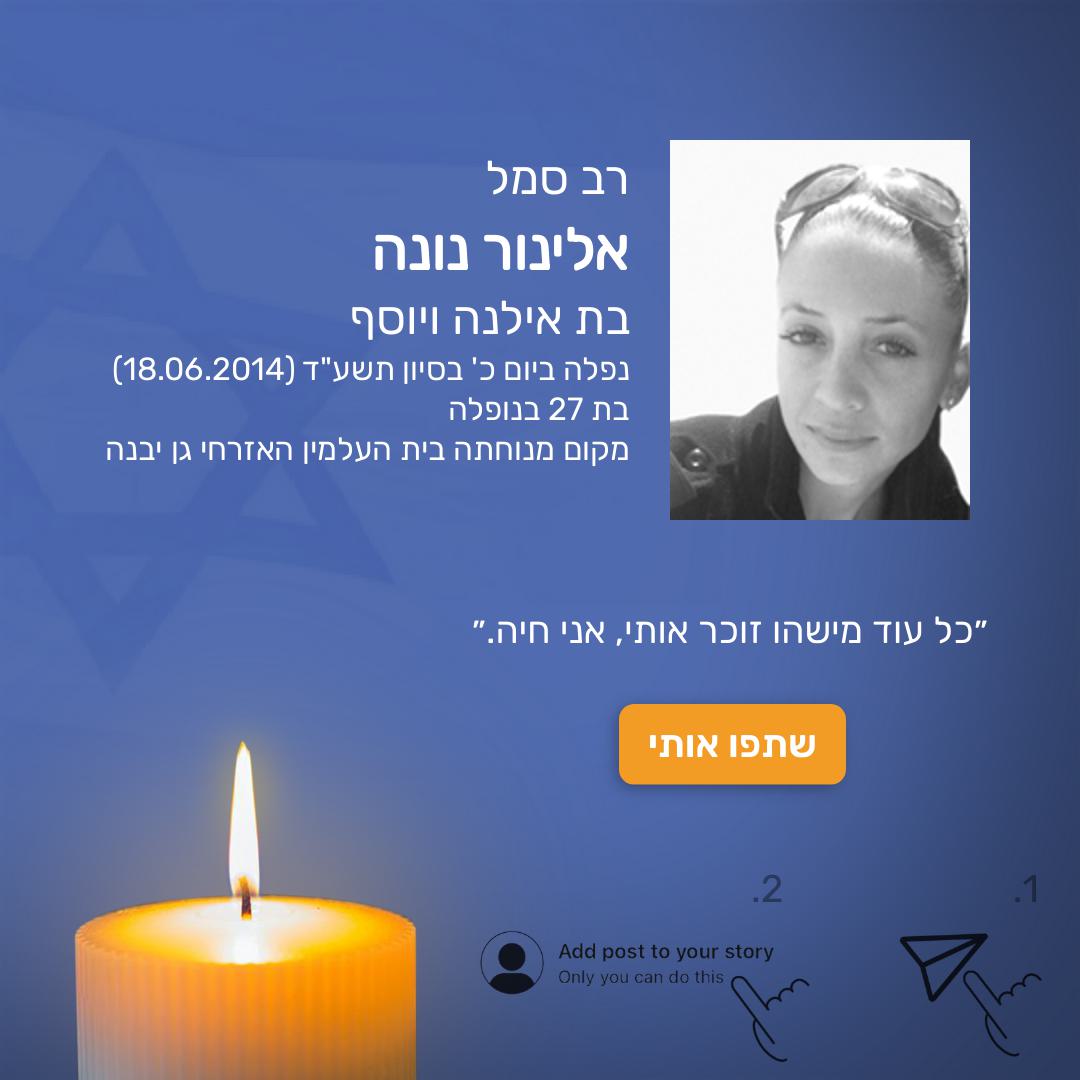 רב סמל
אלינור נונה
בת אילנה ויוסף
נפלה ביום כ' בסיון תשע"ד (18.06.2014)
בת 27 בנופלה
מקום מנוחתה בית העלמין האזרחי גן יבנה
״כל עוד מישהו זוכר אותי, אני חיה.״
שתפו אותי
.1
.2
Add post to your story
Only you can do this